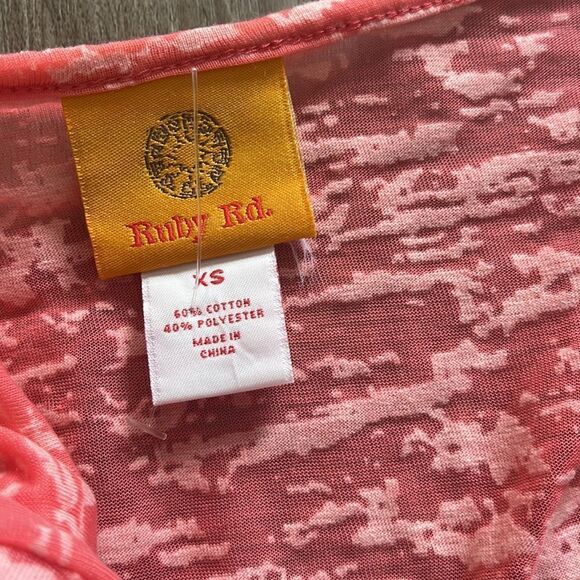 Ruby Rd.
XS
60% COTTON
40% POLYESTER
MADE IN
CHINA